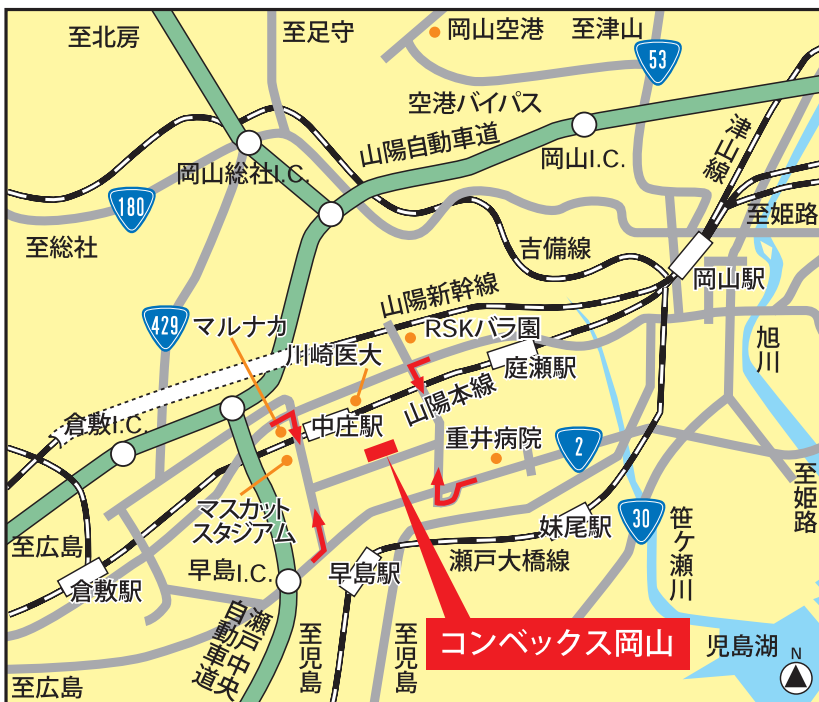 至北房
至足守
岡山空港
至津山
53
空港バイパス
山陽自動車道
岡山I.C.
津山線
岡山総社I.C.
180
至総社
吉備線
至姫路
岡山駅
山陽新幹線
429
マルナカ
RSKバラ園
川崎医大
庭瀬駅
旭川
山陽本線
倉敷I.C.
中庄駅
重井病院
2
至姫路
マスカット
スタジアム
至広島
妹尾駅
30
笹ヶ瀬川
早島I.C.
早島駅
瀬戸大橋線
倉敷駅
瀬戸中央
自動車道
至児島
至児島
コンベックス岡山
児島湖
N
至広島